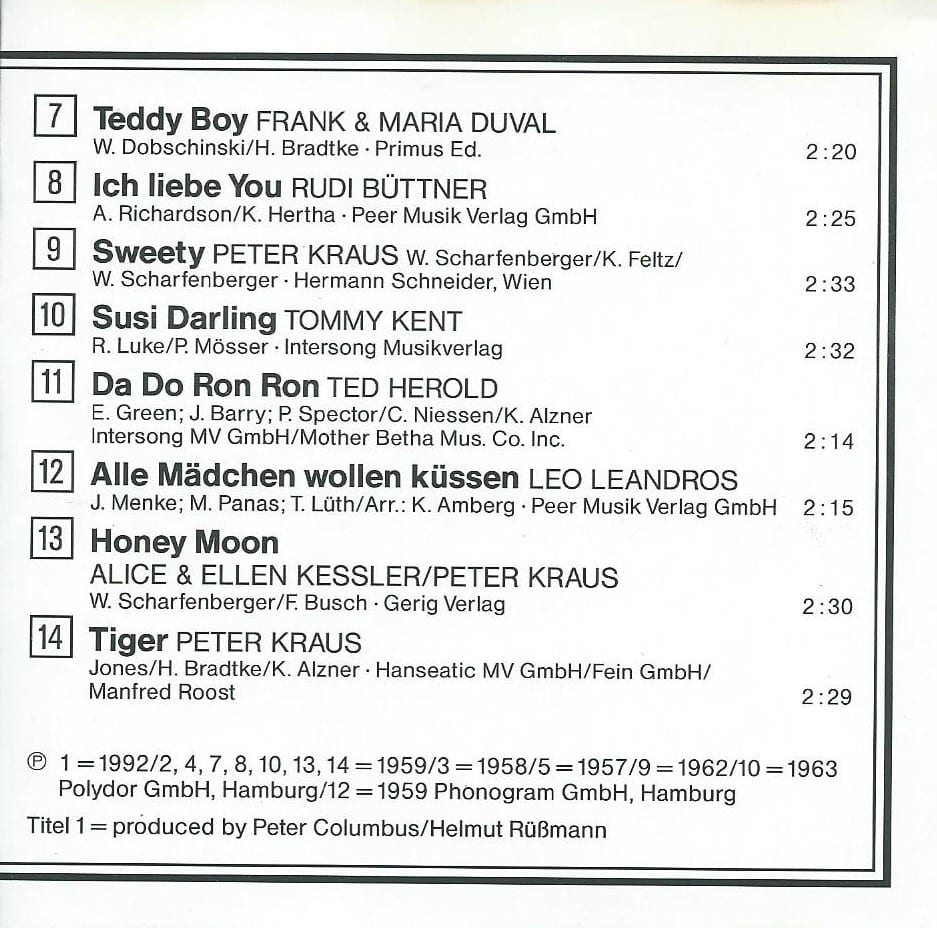 7 Teddy Boy FRANK & MARIA DUVAL
W. Dobschinski/H. Bradtke · Primus Ed. 2:20
8 Ich liebe You RUDI BÜTTNER
A. Richardson/K. Hertha · Peer Musik Verlag GmbH 2:25
9 Sweety PETER KRAUS W. Scharfenberger/K. Feltz/
W. Scharfenberger · Hermann Schneider, Wien 2:33
10 Susi Darling TOMMY KENT
R. Luke/P. Mösser · Intersong Musikverlag 2:32
11 Da Do Ron Ron TED HEROLD
E. Green; J. Barry; P. Spector/C. Niessen/K. Alzner
Intersong MV GmbH/Mother Betha Mus. Co. Inc. 2:14
12 Alle Mädchen wollen küssen LEO LEANDROS
J. Menke; M. Panas; T. Lüth/Arr.: K. Amberg · Peer Musik Verlag GmbH 2:15
13 Honey Moon
ALICE & ELLEN KESSLER/PETER KRAUS
W. Scharfenberger/F. Busch · Gerig Verlag 2:30
14 Tiger PETER KRAUS
Jones/H. Bradtke/K. Alzner · Hanseatic MV GmbH/Fein GmbH/
Manfred Roost 2:29
℗ 1=1992/2, 4, 7, 8, 10, 13, 14=1959/3=1958/5=1957/9=1962/10=1963
Polydor GmbH, Hamburg/12=1959 Phonogram GmbH, Hamburg
Titel 1= produced by Peter Columbus/Helmut Rüßmann